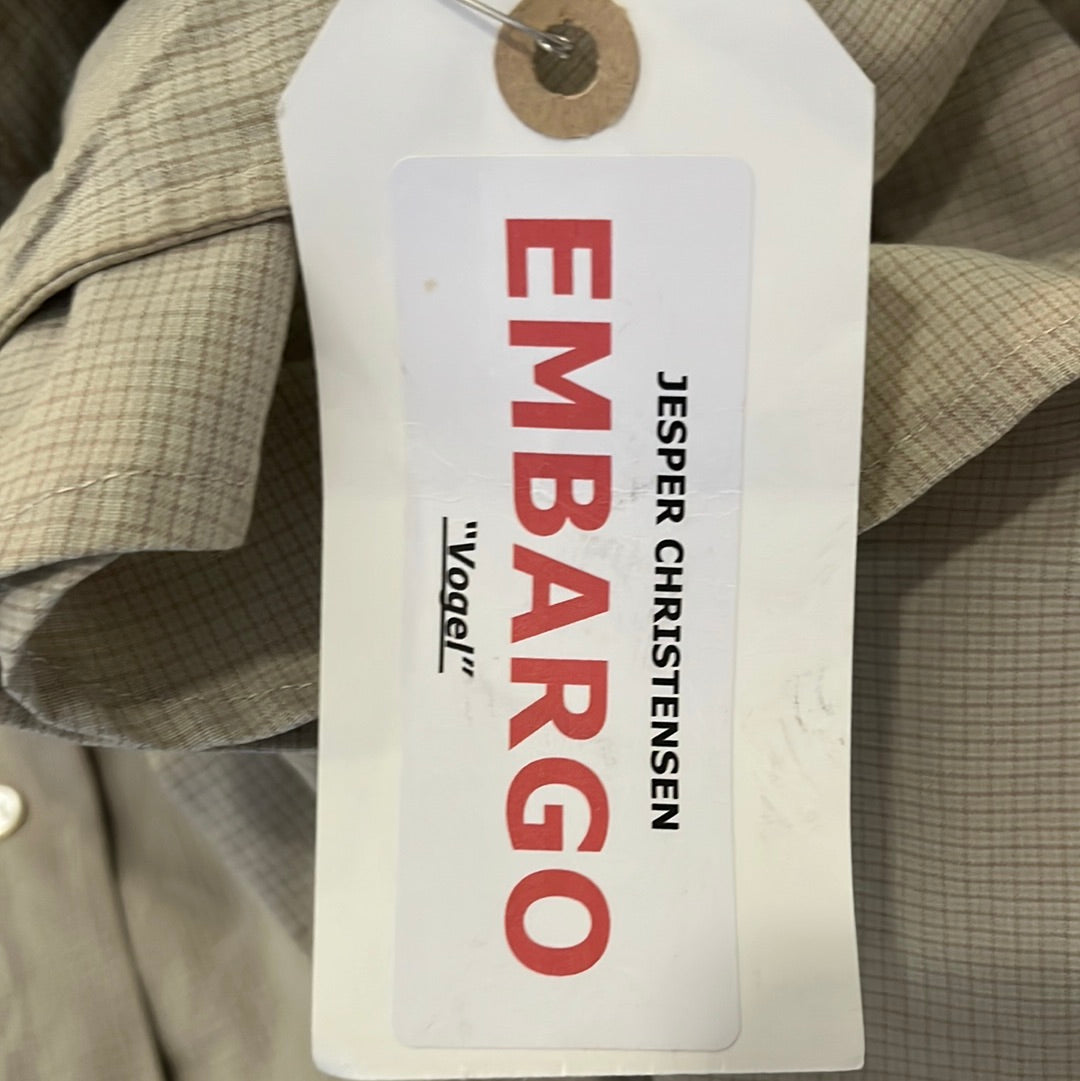 JESPER CHRISTENSEN
EMBARGO
“Vogel”